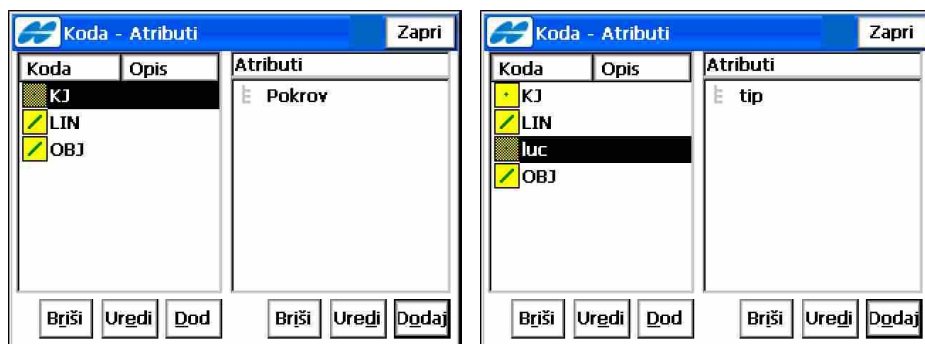 Koda - Atributi Zapri
Koda Opis Atributi
KJ Pokrov
LIN
OBJ
Briši Uredi Dod Briši Uredi Dodaj
Koda - Atributi Zapri
Koda Opis Atributi
KJ tip
LIN
luc
OBJ
Briši Uredi Dod Briši Uredi Dodaj